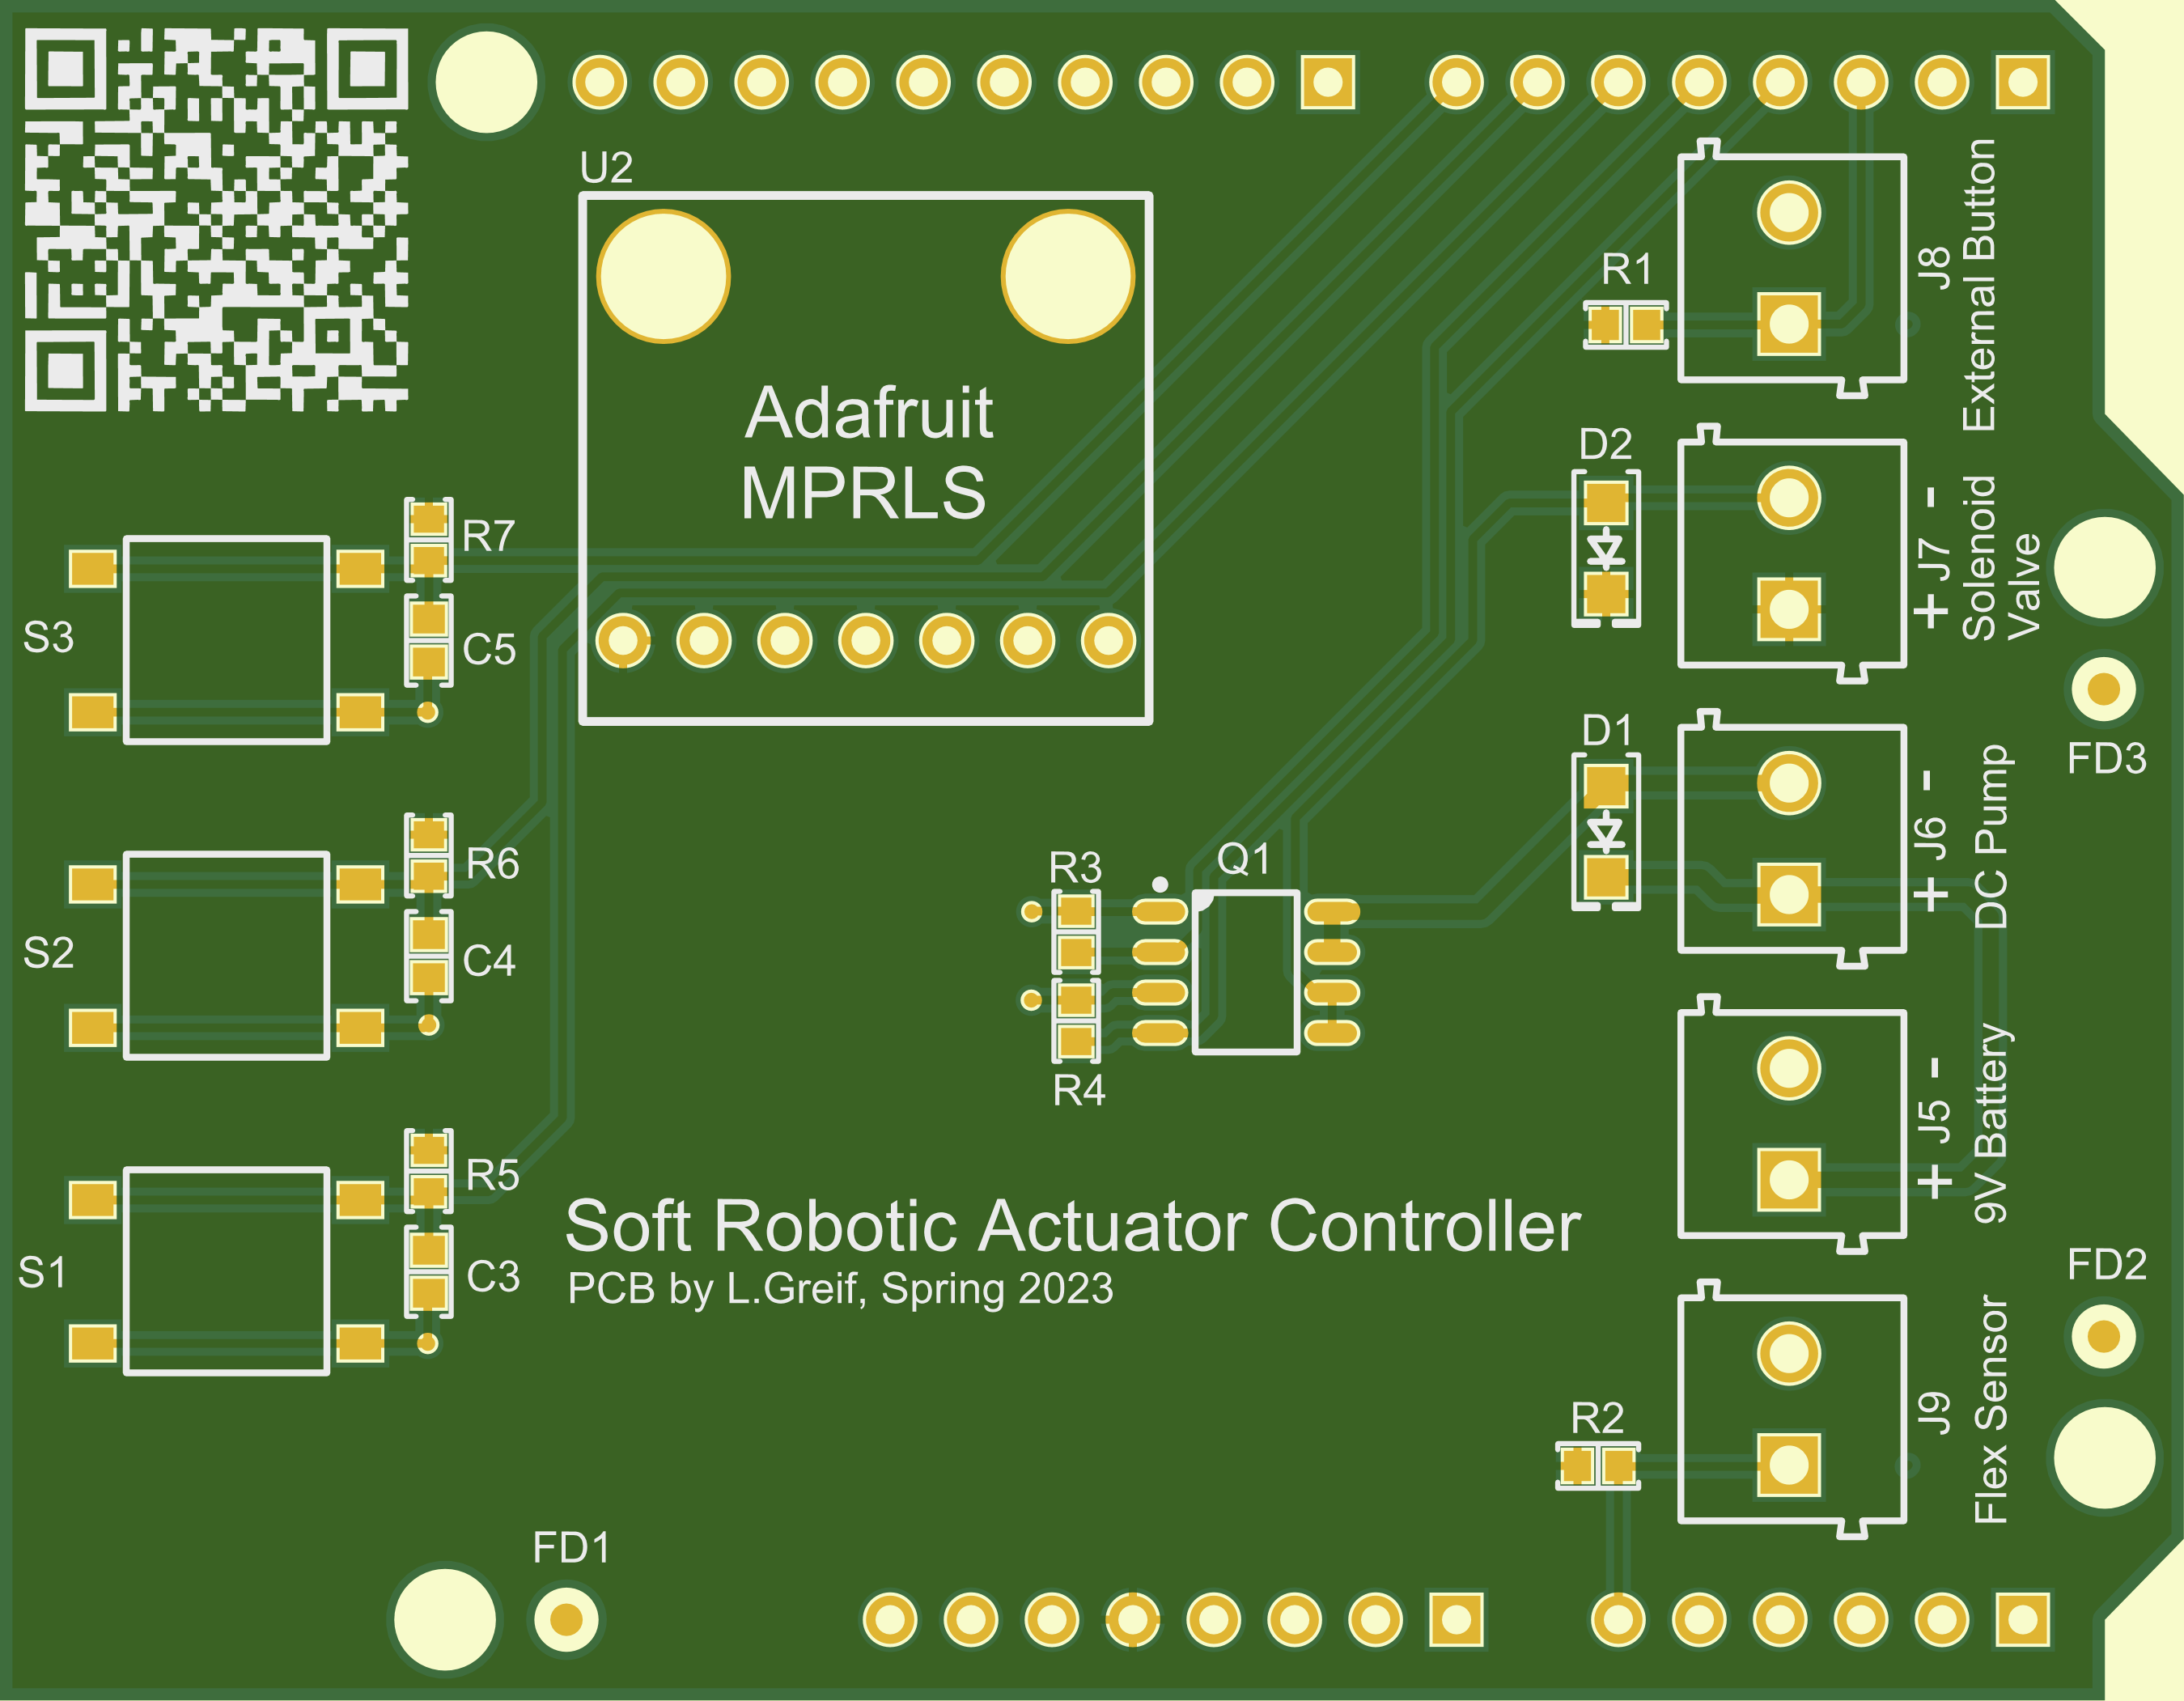 U2
Adafruit
MPRLS
R1
J8
External Button
D2
+ J7 -
Solenoid
Valve
R7
S3
C5
D1
+ J6 -
DC Pump
FD3
R6
S2
C4
R3
Q1
R4
+ J5 -
9V Battery
R5
S1
C3
Soft Robotic Actuator Controller
PCB by L.Greif, Spring 2023
FD2
J9
Flex Sensor
R2
FD1